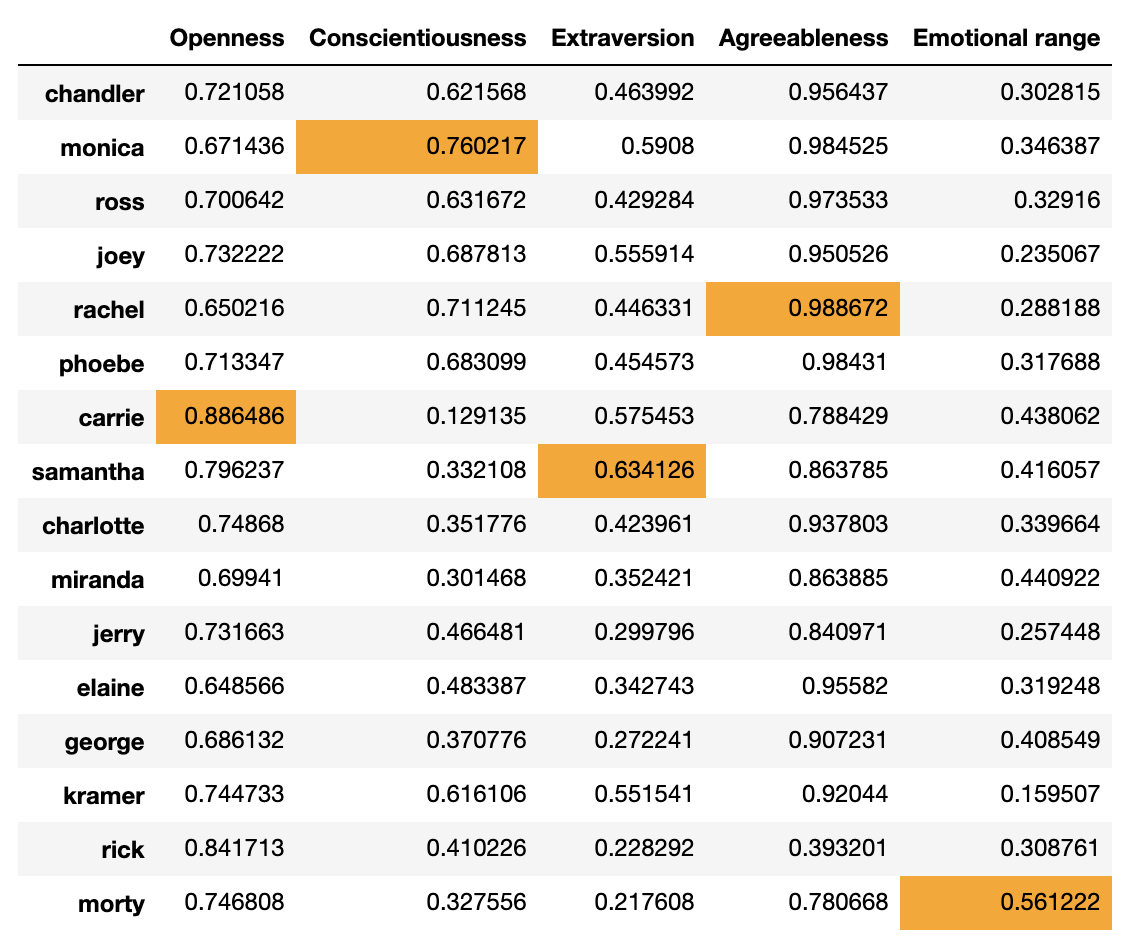 Openness Conscientiousness Extraversion Agreeableness Emotional range
chandler 0.721058 0.621568 0.463992 0.956437 0.302815
monica 0.671436 0.760217 0.5908 0.984525 0.346387
ross 0.700642 0.631672 0.429284 0.973533 0.32916
joey 0.732222 0.687813 0.555914 0.950526 0.235067
rachel 0.650216 0.711245 0.446331 0.988672 0.288188
phoebe 0.713347 0.683099 0.454573 0.98431 0.317688
carrie 0.886486 0.129135 0.575453 0.788429 0.438062
samantha 0.796237 0.332108 0.634126 0.863785 0.416057
charlotte 0.74868 0.351776 0.423961 0.937803 0.339664
miranda 0.69941 0.301468 0.352421 0.863885 0.440922
jerry 0.731663 0.466481 0.299796 0.840971 0.257448
elaine 0.648566 0.483387 0.342743 0.95582 0.319248
george 0.686132 0.370776 0.272241 0.907231 0.408549
kramer 0.744733 0.616106 0.551541 0.92044 0.159507
rick 0.841713 0.410226 0.228292 0.393201 0.308761
morty 0.746808 0.327556 0.217608 0.780668 0.561222